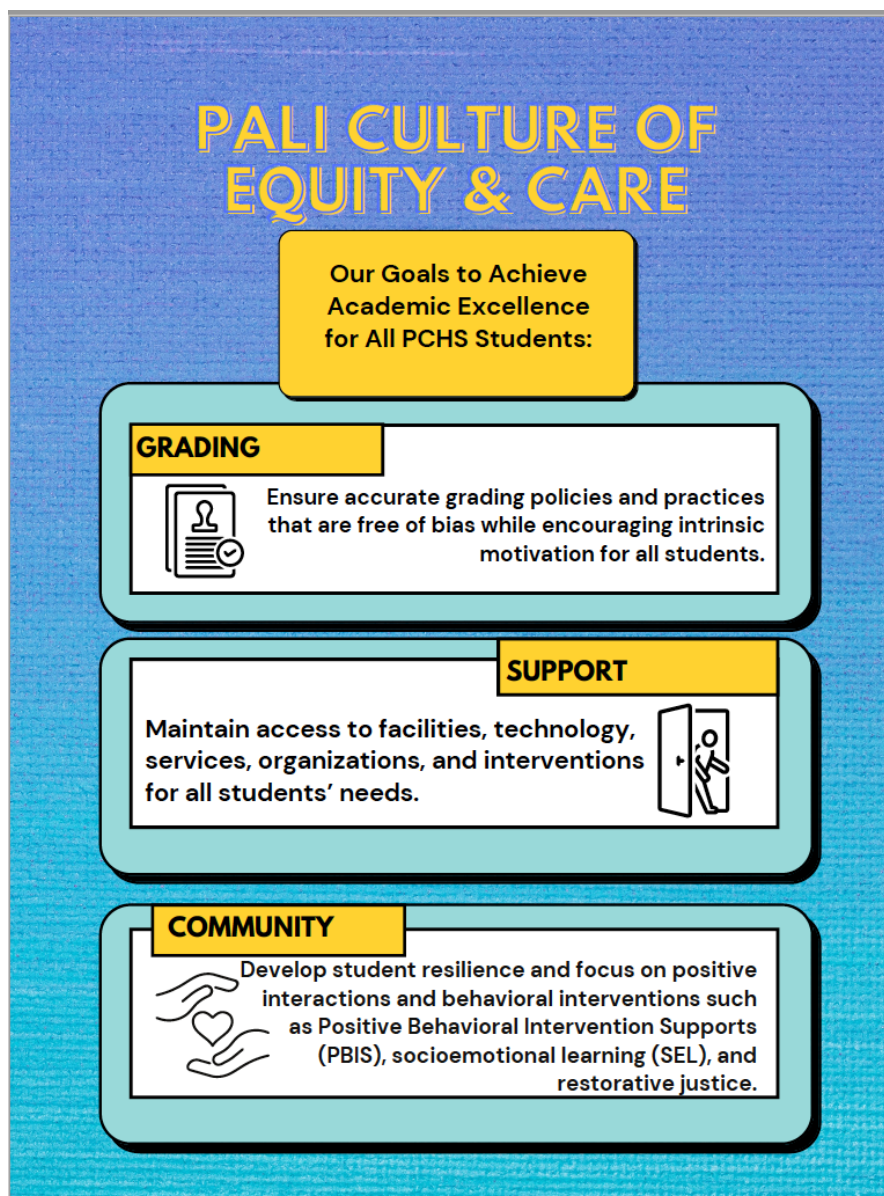 PALI CULTURE OF
EQUITY & CARE
Our Goals to Achieve
Academic Excellence
for All PCHS Students:
GRADING
Ensure accurate grading policies and practices
that are free of bias while encouraging intrinsic
motivation for all students.
SUPPORT
Maintain access to facilities, technology,
services, organizations, and interventions
for all students’ needs.
COMMUNITY
Develop student resilience and focus on positive
interactions and behavioral interventions such
as Positive Behavioral Intervention Supports
(PBIS), socioemotional learning (SEL), and
restorative justice.